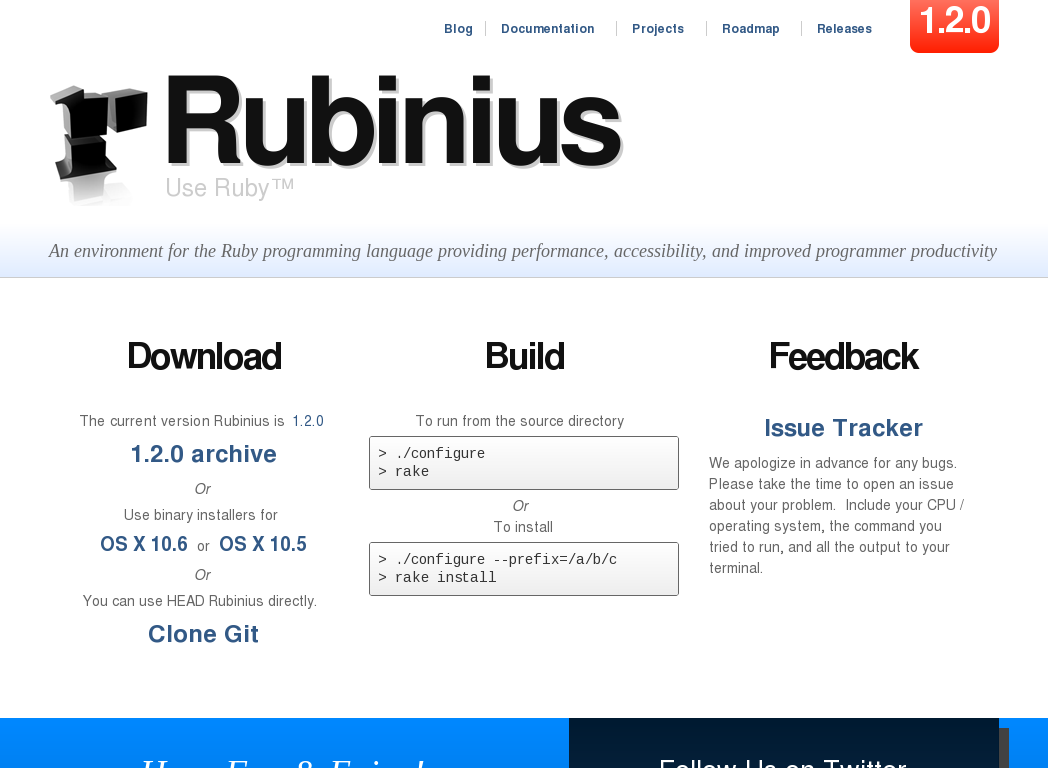 Blog
Documentation
Projects
Roadmap
Releases
1.2.0
Rubinius
Use Ruby™
An environment for the Ruby programming language providing performance, accessibility, and improved programmer productivity
Download
The current version Rubinius is 1.2.0
1.2.0 archive
Or
Use binary installers for
OS X 10.6 or OS X 10.5
Or
You can use HEAD Rubinius directly.
Clone Git
Build
To run from the source directory
> ./configure
> rake
Or
To install
> ./configure --prefix=/a/b/c
> rake install
Feedback
Issue Tracker
We apologize in advance for any bugs.
Please take the time to open an issue
about your problem. Include your CPU /
operating system, the command you
tried to run, and all the output to your
terminal.
Follow Us on Twitter